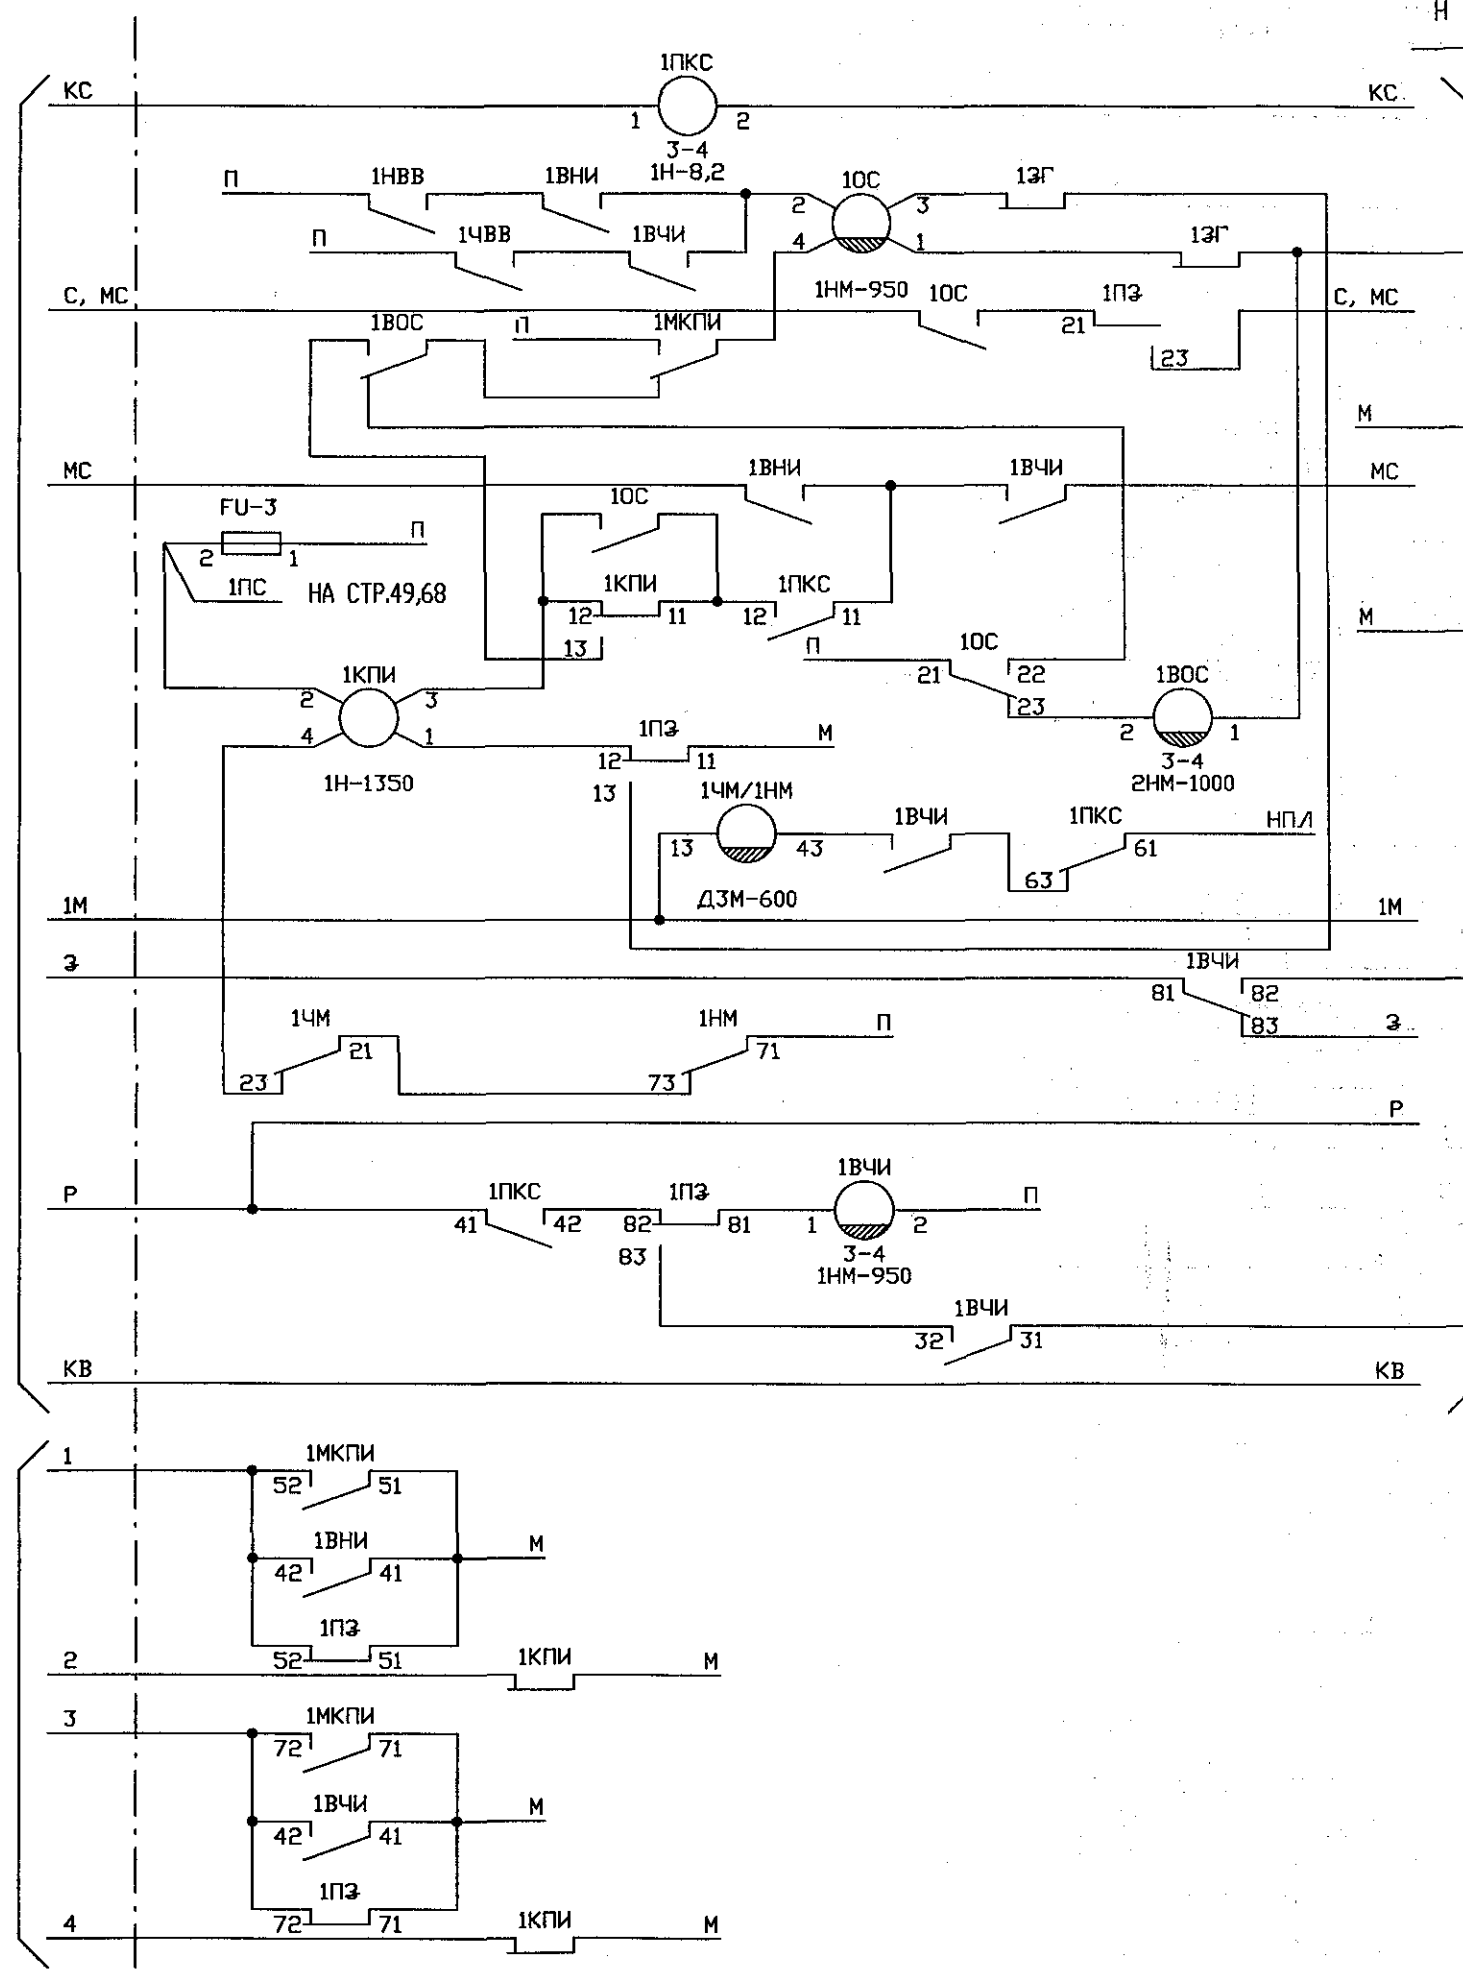 Н
1ПКС
КС КС
1 2
3-4
1Н-8,2
П 1НВВ 1ВНИ 1ОС 1ЗГ
2 3
П 1ЧВВ 1ВЧИ 4 1 1ЗГ
1НМ-950
С, МС 1ОС 1ПЗ С, МС
21
1ВОС П 1МКПИ
23
М
МС 1ВНИ 1ВЧИ МС
1ОС
FU-3 П
2 1
1ПС НА СТР.49,68
1КПИ 1ПКС
12 11 12 11
М
13 П 1ОС
21 22
1КПИ 23 1ВОС
2 3
4 1 1ПЗ М 2 1
12 11
3-4
1Н-1350 2НМ-1000
13 1ЧМ/1НМ
1ВЧИ 1ПКС НПЛ
13 43 61
63
ДЗМ-600
1М 1М
З 1ВЧИ
81 82
1ЧМ 1НМ П 83 З
21 71
23 73
Р
Р 1ПКС 1ПЗ 1ВЧИ П
41 42 82 81 1 2
83 3-4
1НМ-950
1ВЧИ
32 31
КВ КВ
1 1МКПИ
52 51
1ВНИ М
42 41
1ПЗ
52 51
2 1КПИ М
3 1МКПИ
72 71
1ВЧИ М
42 41
1ПЗ
72 71
4 1КПИ М